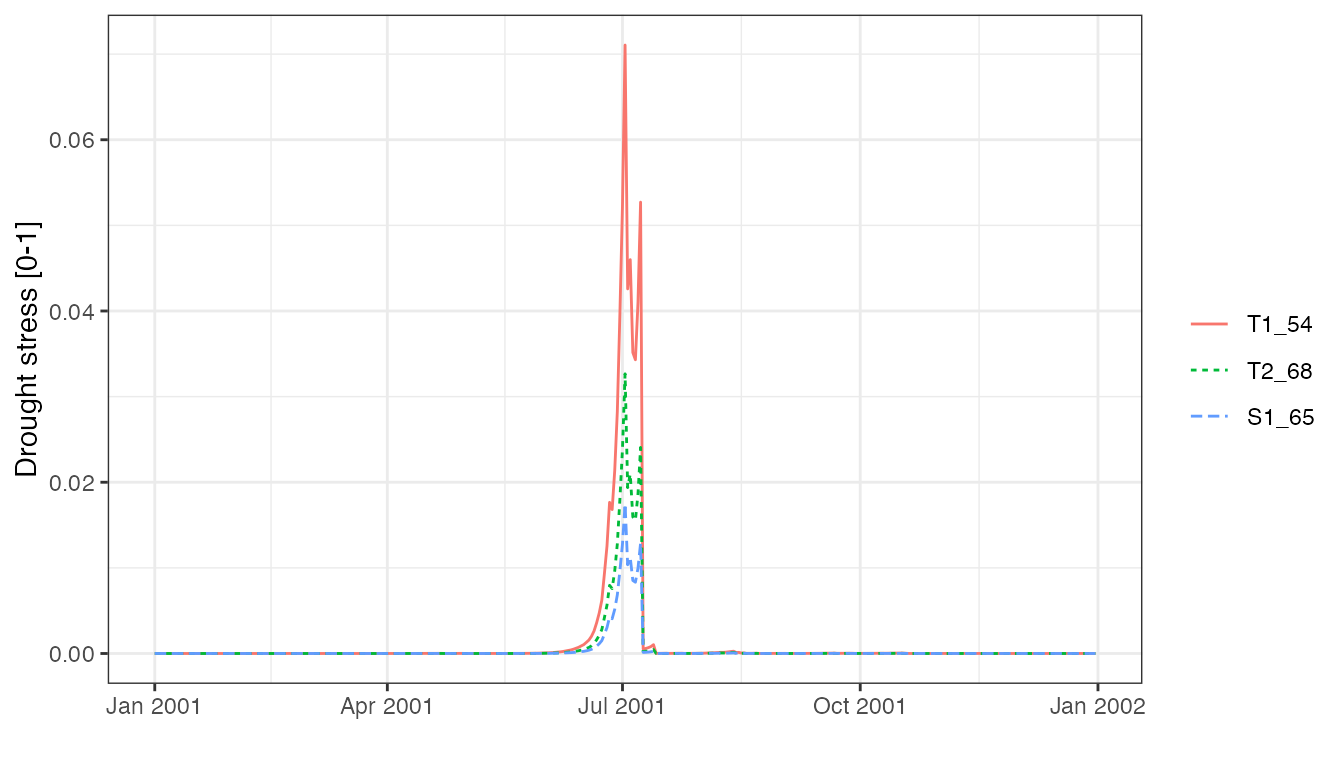 Drought stress [0-1]
0.06
0.04
0.02
0.00
Jan 2001
Apr 2001
Jul 2001
Oct 2001
Jan 2002
T1_54
T2_68
S1_65